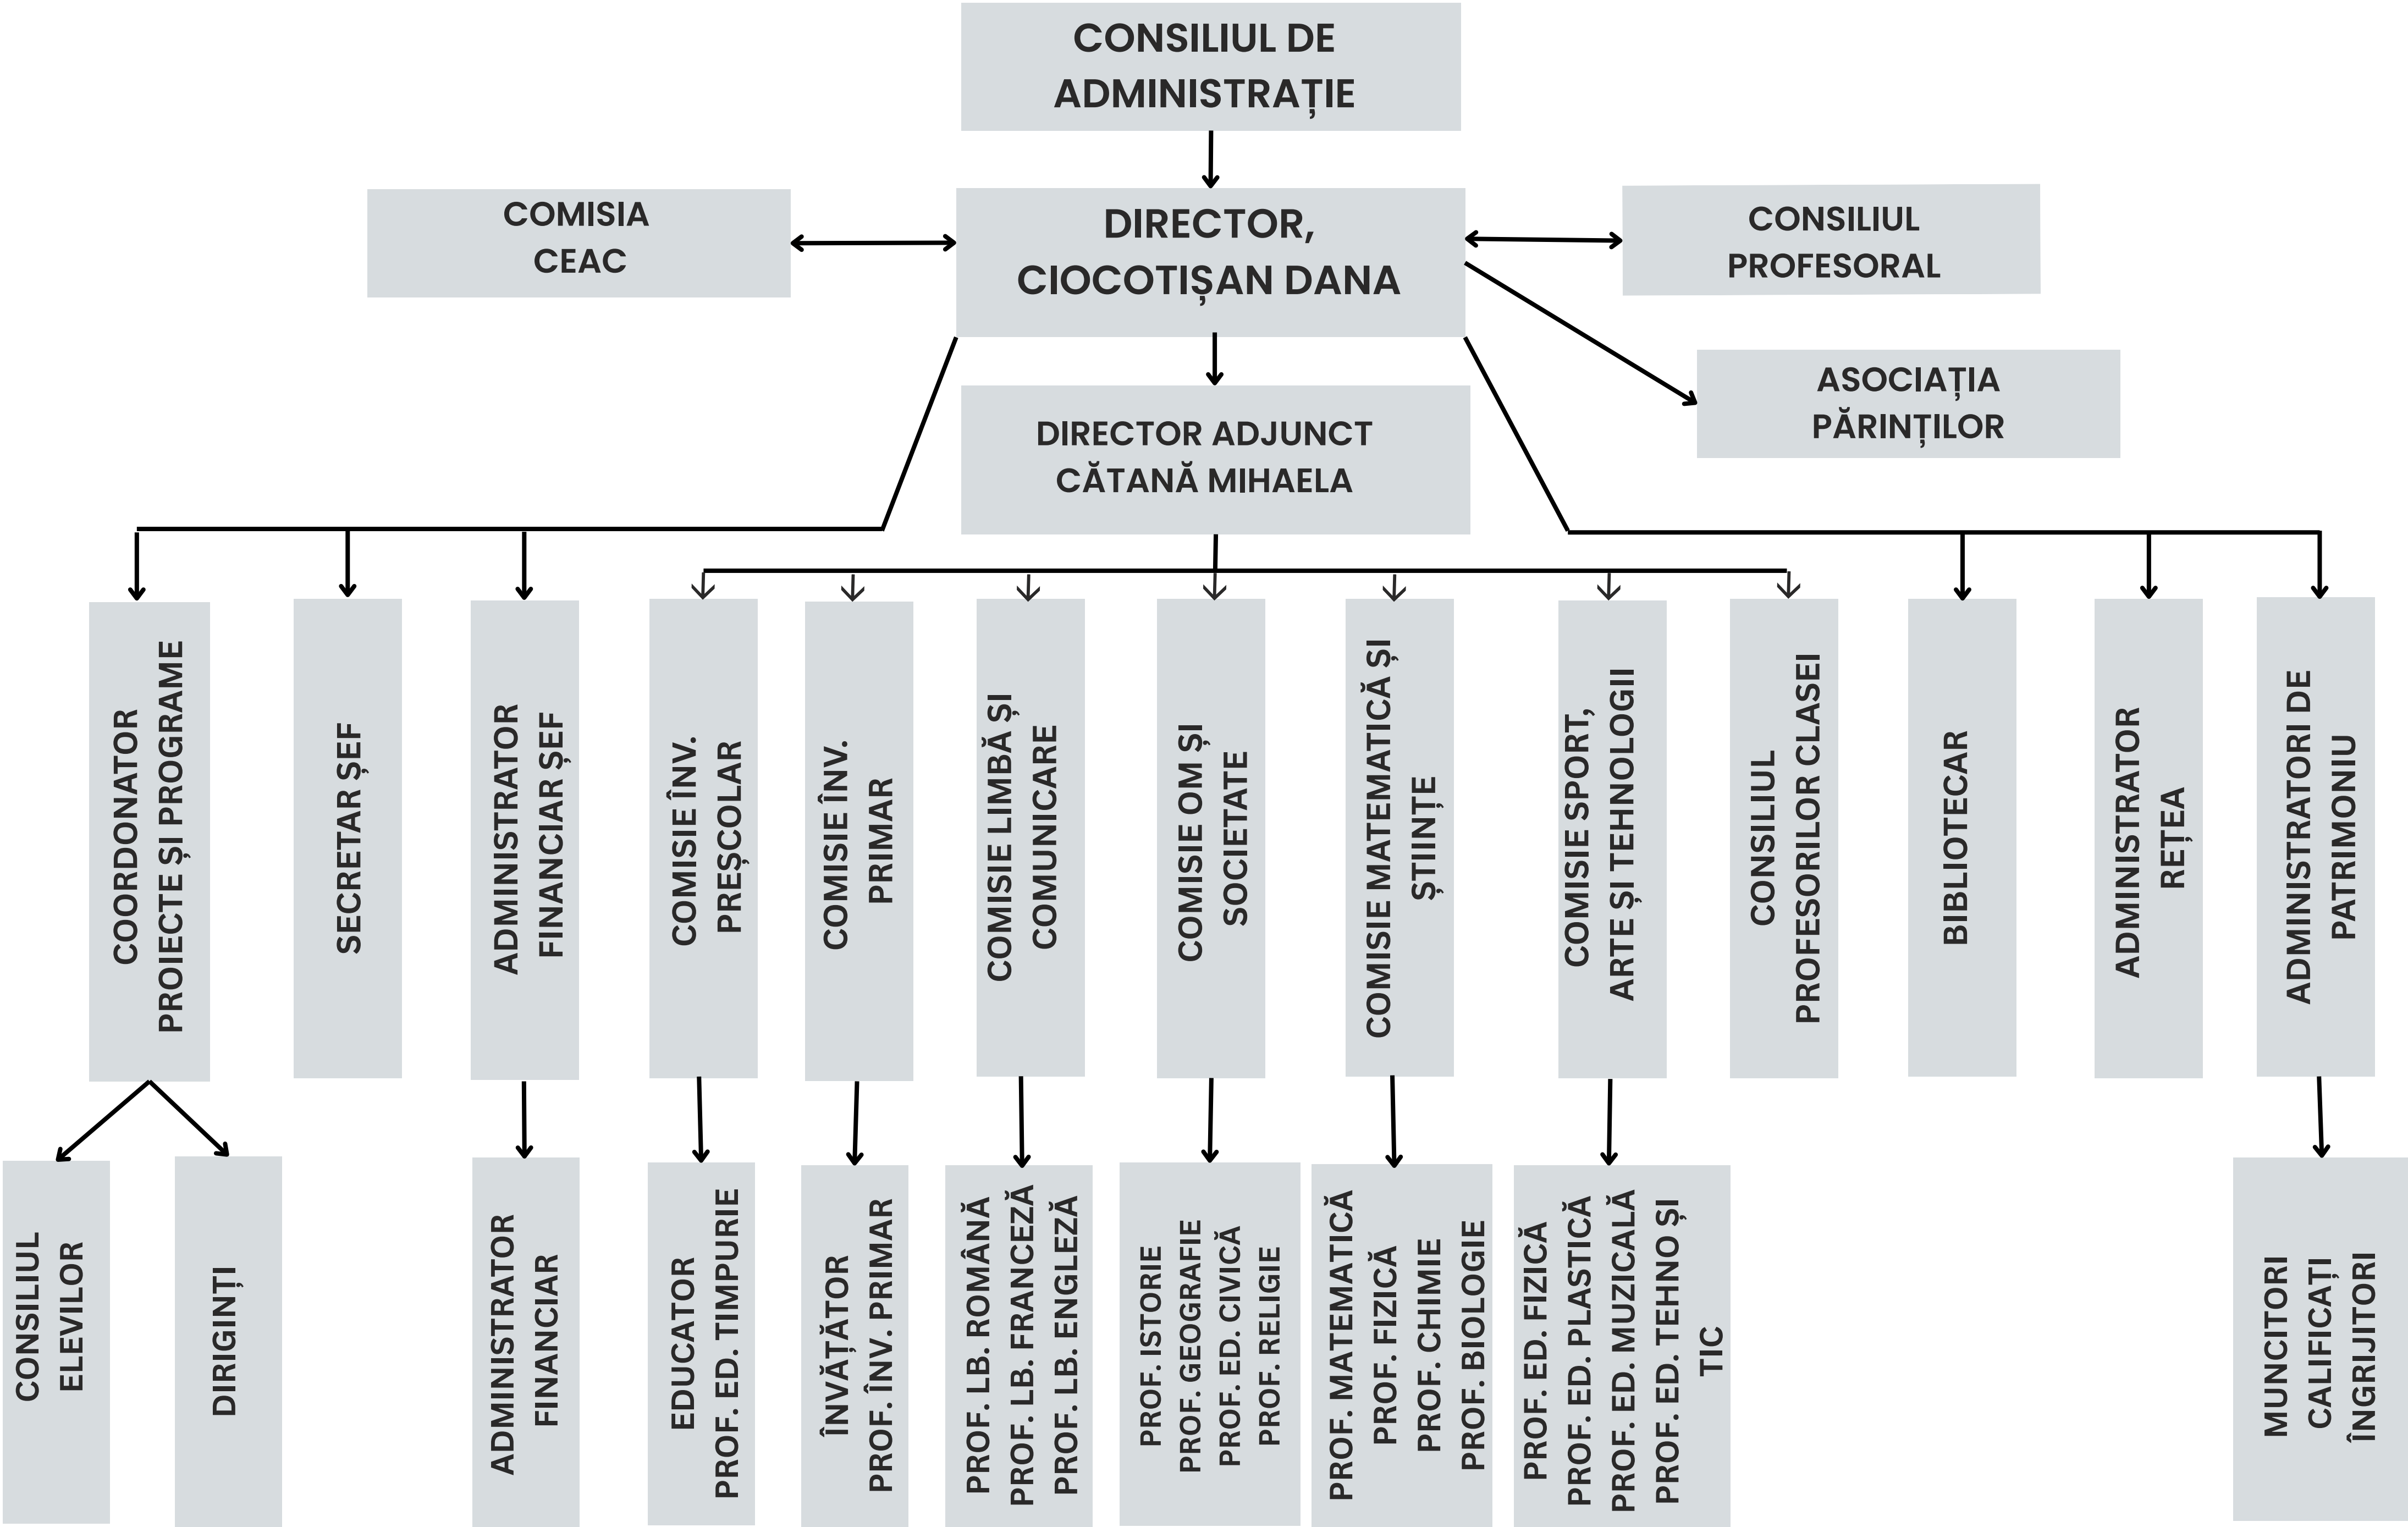 CONSILIUL DE
ADMINISTRAȚIE
COMISIA
CEAC
DIRECTOR,
CIOCOTIȘAN DANA
CONSILIUL
PROFESORAL
ASOCIAȚIA
PĂRINȚILOR
DIRECTOR ADJUNCT
CĂTANĂ MIHAELA
COORDONATOR
PROIECTE ȘI PROGRAME
SECRETAR ȘEF
ADMINISTRATOR
FINANCIAR ȘEF
COMISIE ÎNV.
PREȘCOLAR
COMISIE ÎNV.
PRIMAR
COMISIE LIMBĂ ȘI
COMUNICARE
COMISIE OM ȘI
SOCIETATE
COMISIE MATEMATICĂ ȘI
ȘTIINȚE
COMISIE SPORT,
ARTE ȘI TEHNOLOGII
CONSILIUL
PROFESORILOR CLASEI
BIBLIOTECAR
ADMINISTRATOR
REȚEA
ADMINISTRATORI DE
PATRIMONIU
CONSILIUL
ELEVILOR
DIRIGINȚI
ADMINISTRATOR
FINANCIAR
EDUCATOR
PROF. ED. TIMPURIE
ÎNVĂȚĂTOR
PROF. ÎNV. PRIMAR
PROF. LB. ROMÂNĂ
PROF. LB. FRANCEZĂ
PROF. LB. ENGLEZĂ
PROF. ISTORIE
PROF. GEOGRAFIE
PROF. ED. CIVICĂ
PROF. RELIGIE
PROF. MATEMATICĂ
PROF. FIZICĂ
PROF. CHIMIE
PROF. BIOLOGIE
PROF. ED. FIZICĂ
PROF. ED. PLASTICĂ
PROF. ED. MUZICALĂ
PROF. ED. TEHNO ȘI
TIC
MUNCITORI
CALIFICAȚI
ÎNGRIJITORI